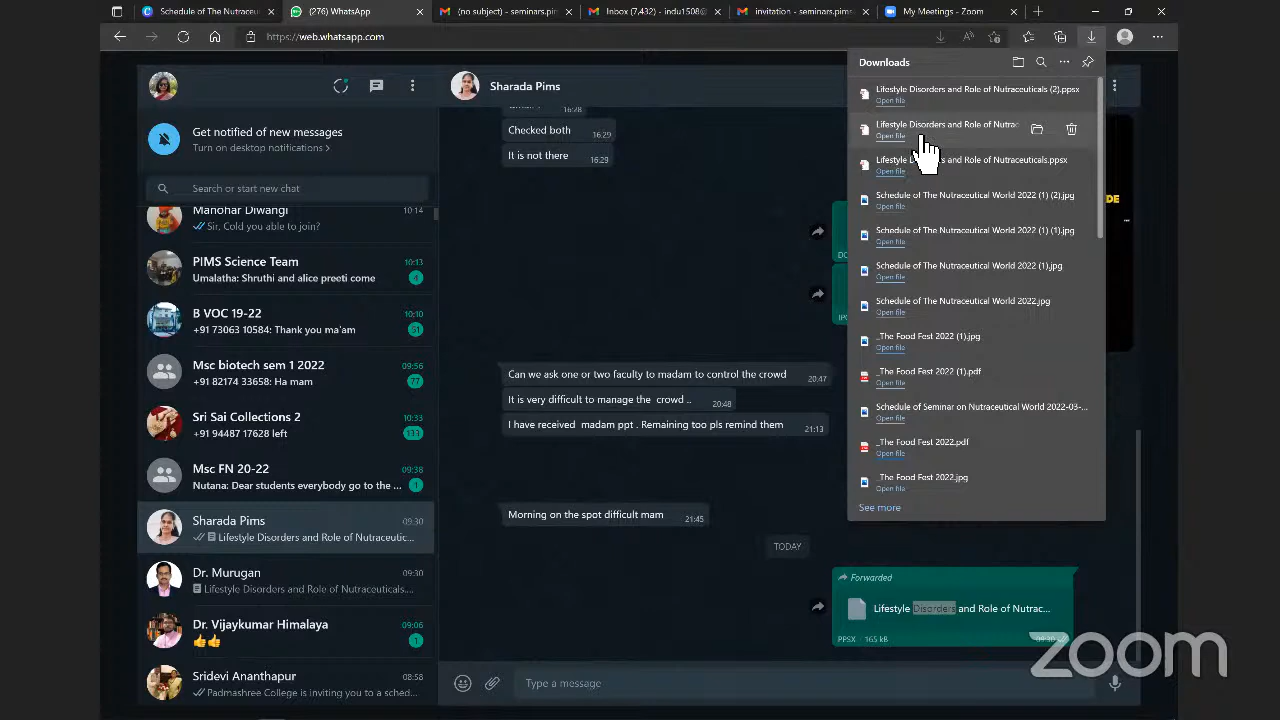 Schedule of The Nutraceut
(276) WhatsApp
(no subject) - seminars.pim
Inbox (7,432) - indu1508@
invitation - seminars.pms
My Meetings - Zoom
https://web.whatsapp.com
Sharada Pims
Get notified of new messages
Turn on desktop notifications >
Search or start new chat
Manohar Diwangi
10:14
Sir. Cold you able to join?
PIMS Science Team
10:13
Umalatha: Shruthi and alice preeti come
4
B VOC 19-22
10:10
+91 73063 10584: Thank you ma'am
Msc biotech sem 1 2022
09:56
+91 82174 33658: Ha mam
77
Sri Sai Collections 2
10:33
+91 94487 17628 left
Msc FN 20-22
09:38
Nutana: Dear students everybody go to the ...
1
Sharada Pims
09:30
Lifestyle Disorders and Role of Nutraceutic...
Dr. Murugan
09:30
Lifestyle Disorders and Role of Nutraceuticals....
Dr. Vijaykumar Himalaya
09:06
1
Sridevi Ananthapur
08:58
Padmashree College is inviting you to a sched...
16:28
Checked both
16:29
It is not there
16:29
Can we ask one or two faculty to madam to control the crowd
20:47
It is very difficult to manage the crowd ..
20:48
I have received madam ppt . Remaining too pls remind them
21:13
Morning on the spot difficult mam
21:45
TODAY
Forwarded
Lifestyle Disorders and Role of Nutrac...
PPSX
165 kB
09:30
Type a message
Downloads
Lifestyle Disorders and Role of Nutraceuticals (2).ppsx
Open file
Lifestyle Disorders and Role of Nutrac
Open file
Lifestyle and Role of Nutraceuticals.ppsx
Open file
Schedule of The Nutraceutical World 2022 (1) (2).jpg
Open file
Schedule of The Nutraceutical World 2022 (1) (1).jpg
Open file
Schedule of The Nutraceutical World 2022 (1).jpg
Open file
Schedule of The Nutraceutical World 2022.jpg
Open file
_The Food Fest 2022 (1).jpg
Open file
_The Food Fest 2022 (1).pdf
Open file
Schedule of Seminar on Nutraceutical World 2022-03-...
Open file
_The Food Fest 2022.pdf
Open file
_The Food Fest 2022.jpg
Open file
See more
DE
zoom